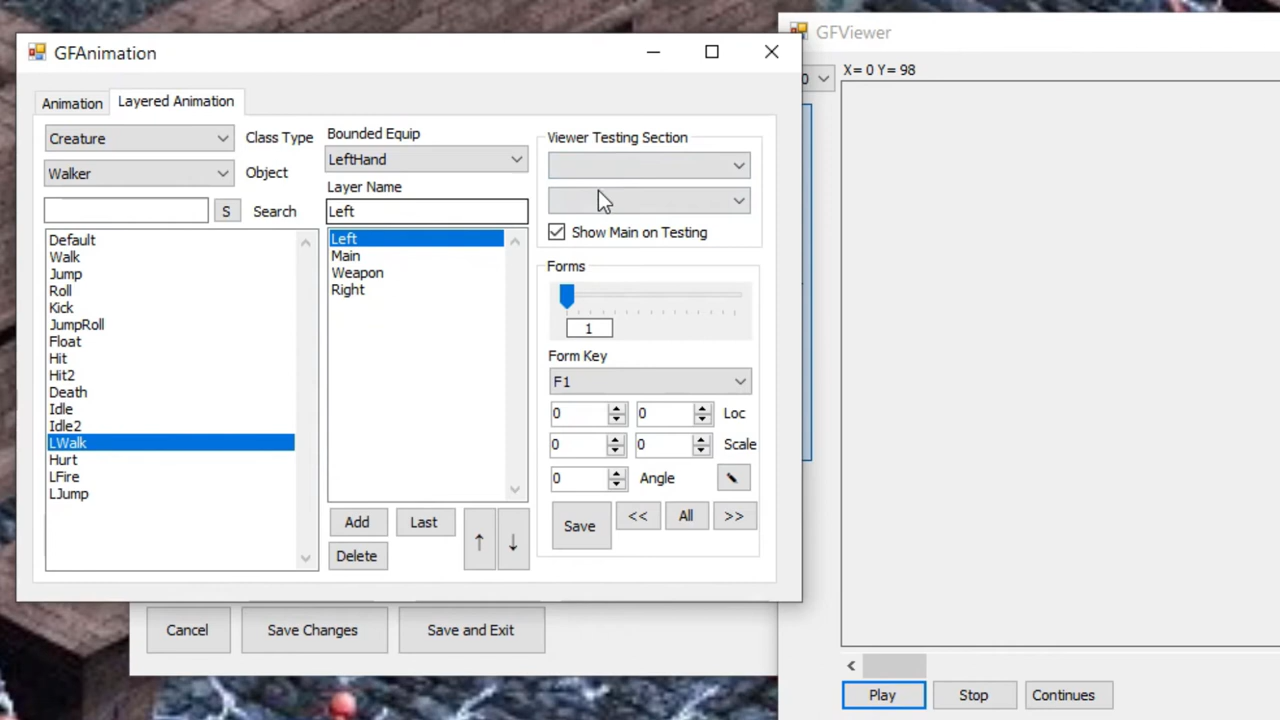 GFAnimation
GFViewer
0
X= 0 Y= 98
Animation
Layered Animation
Creature
Class Type
Walker
Object
S
Search
Default
Walk
Jump
Roll
Kick
JumpRoll
Float
Hit
Hit2
Death
Idle
Idle2
LWalk
Hurt
LFire
LJump
Bounded Equip
LeftHand
Layer Name
Left
Left
Main
Weapon
Right
Add
Last
Delete
↑
↓
Viewer Testing Section
Show Main on Testing
Forms
1
Form Key
F1
0 0 Loc
0 0 Scale
0 Angle
Save
<< All >>
Cancel
Save Changes
Save and Exit
<
Play
Stop
Continues